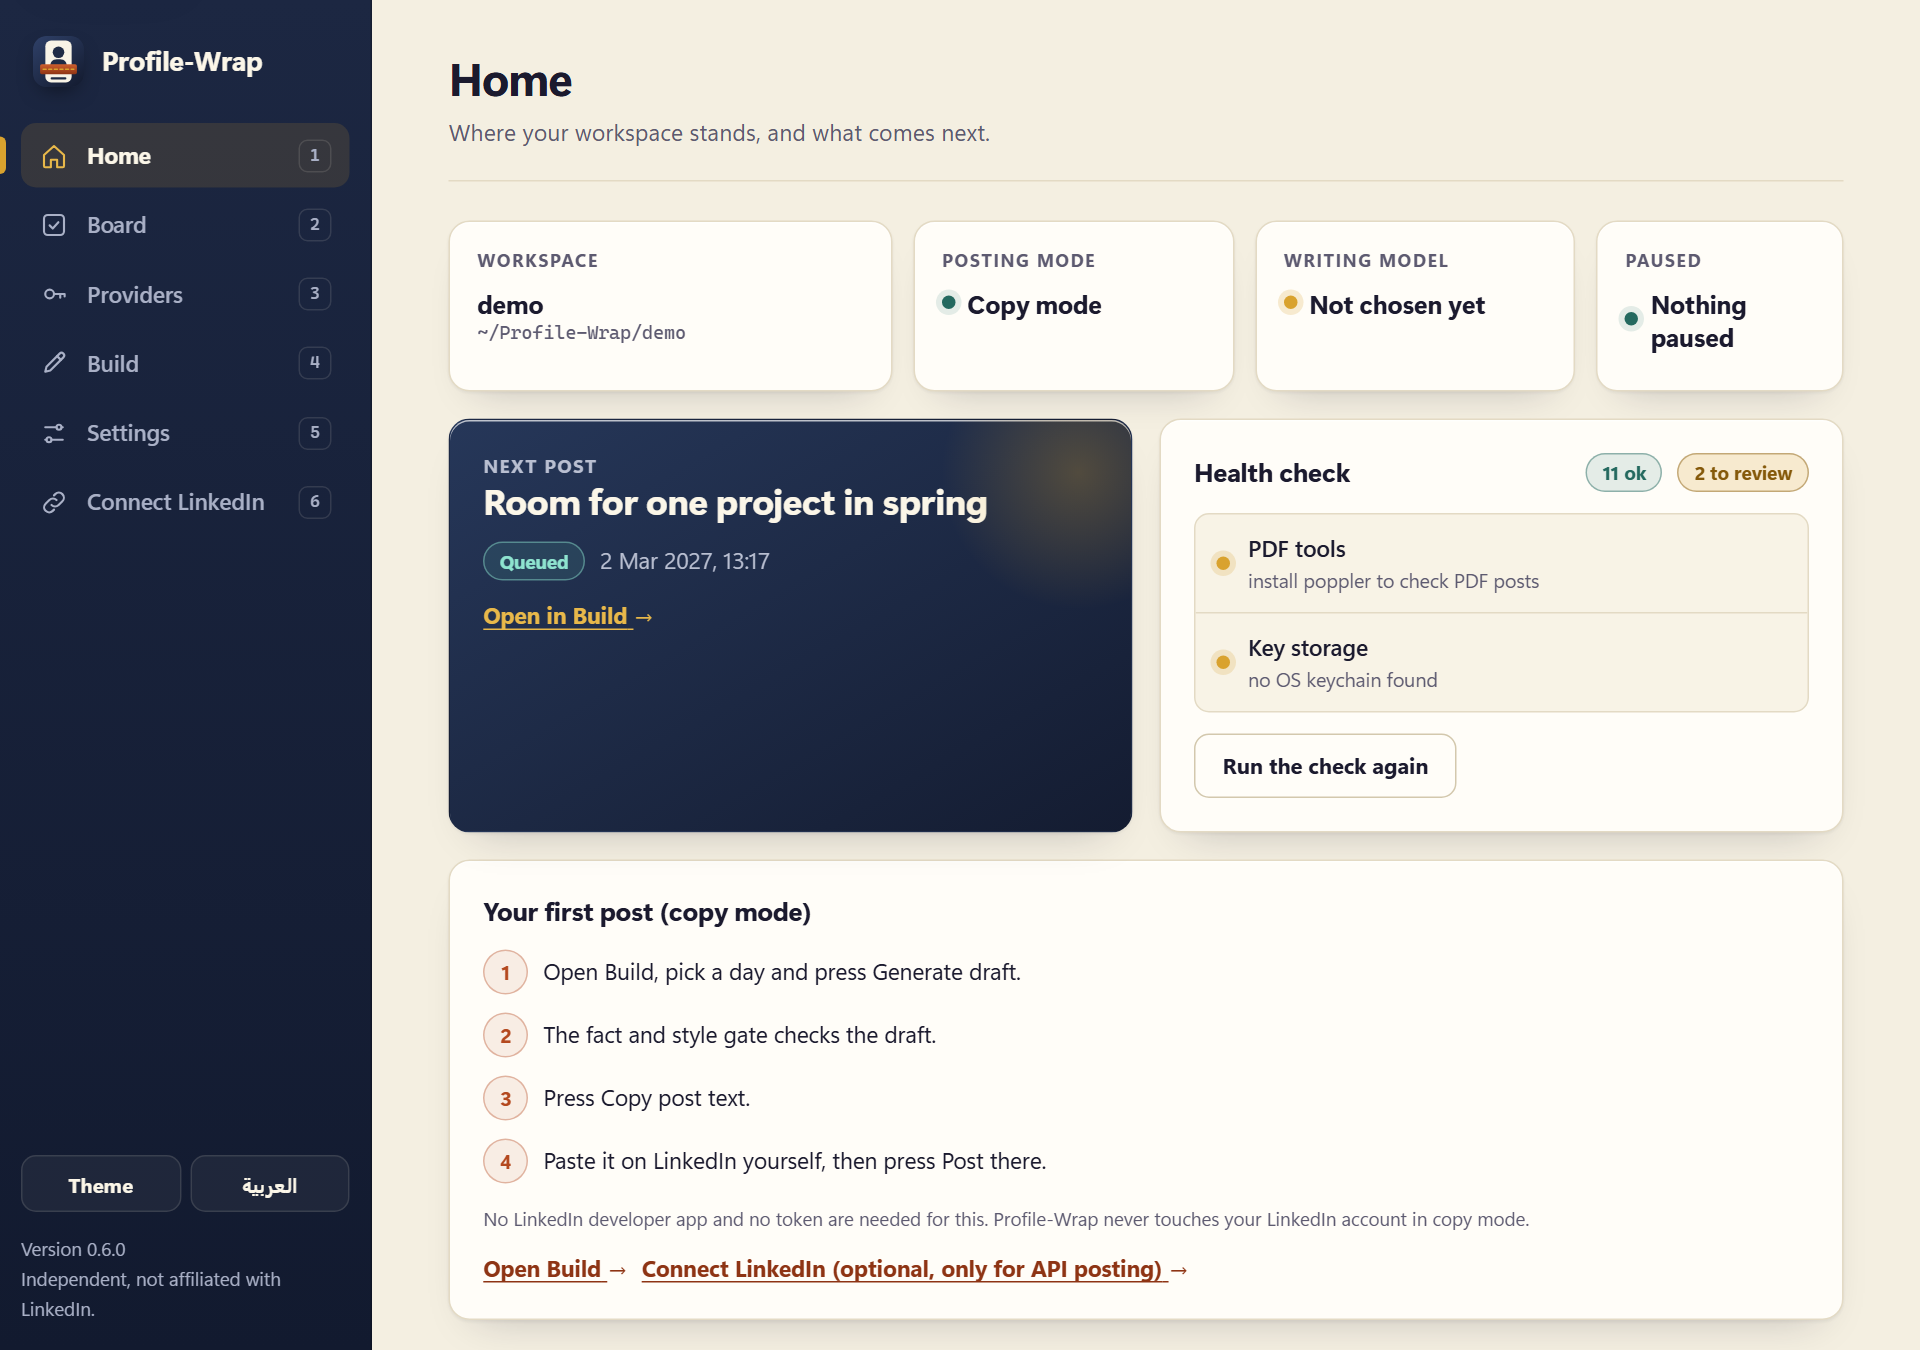 Profile-Wrap
Home 1
Board 2
Providers 3
Build 4
Settings 5
Connect LinkedIn 6
Theme
العربية
Version 0.6.0
Independent, not affiliated with
LinkedIn.
Home
Where your workspace stands, and what comes next.
WORKSPACE
demo
~/Profile-Wrap/demo
POSTING MODE
Copy mode
WRITING MODEL
Not chosen yet
PAUSED
Nothing
paused
NEXT POST
Room for one project in spring
Queued 2 Mar 2027, 13:17
Open in Build →
Health check 11 ok 2 to review
PDF tools
install poppler to check PDF posts
Key storage
no OS keychain found
Run the check again
Your first post (copy mode)
1 Open Build, pick a day and press Generate draft.
2 The fact and style gate checks the draft.
3 Press Copy post text.
4 Paste it on LinkedIn yourself, then press Post there.
No LinkedIn developer app and no token are needed for this. Profile-Wrap never touches your LinkedIn account in copy mode.
Open Build → Connect LinkedIn (optional, only for API posting) →